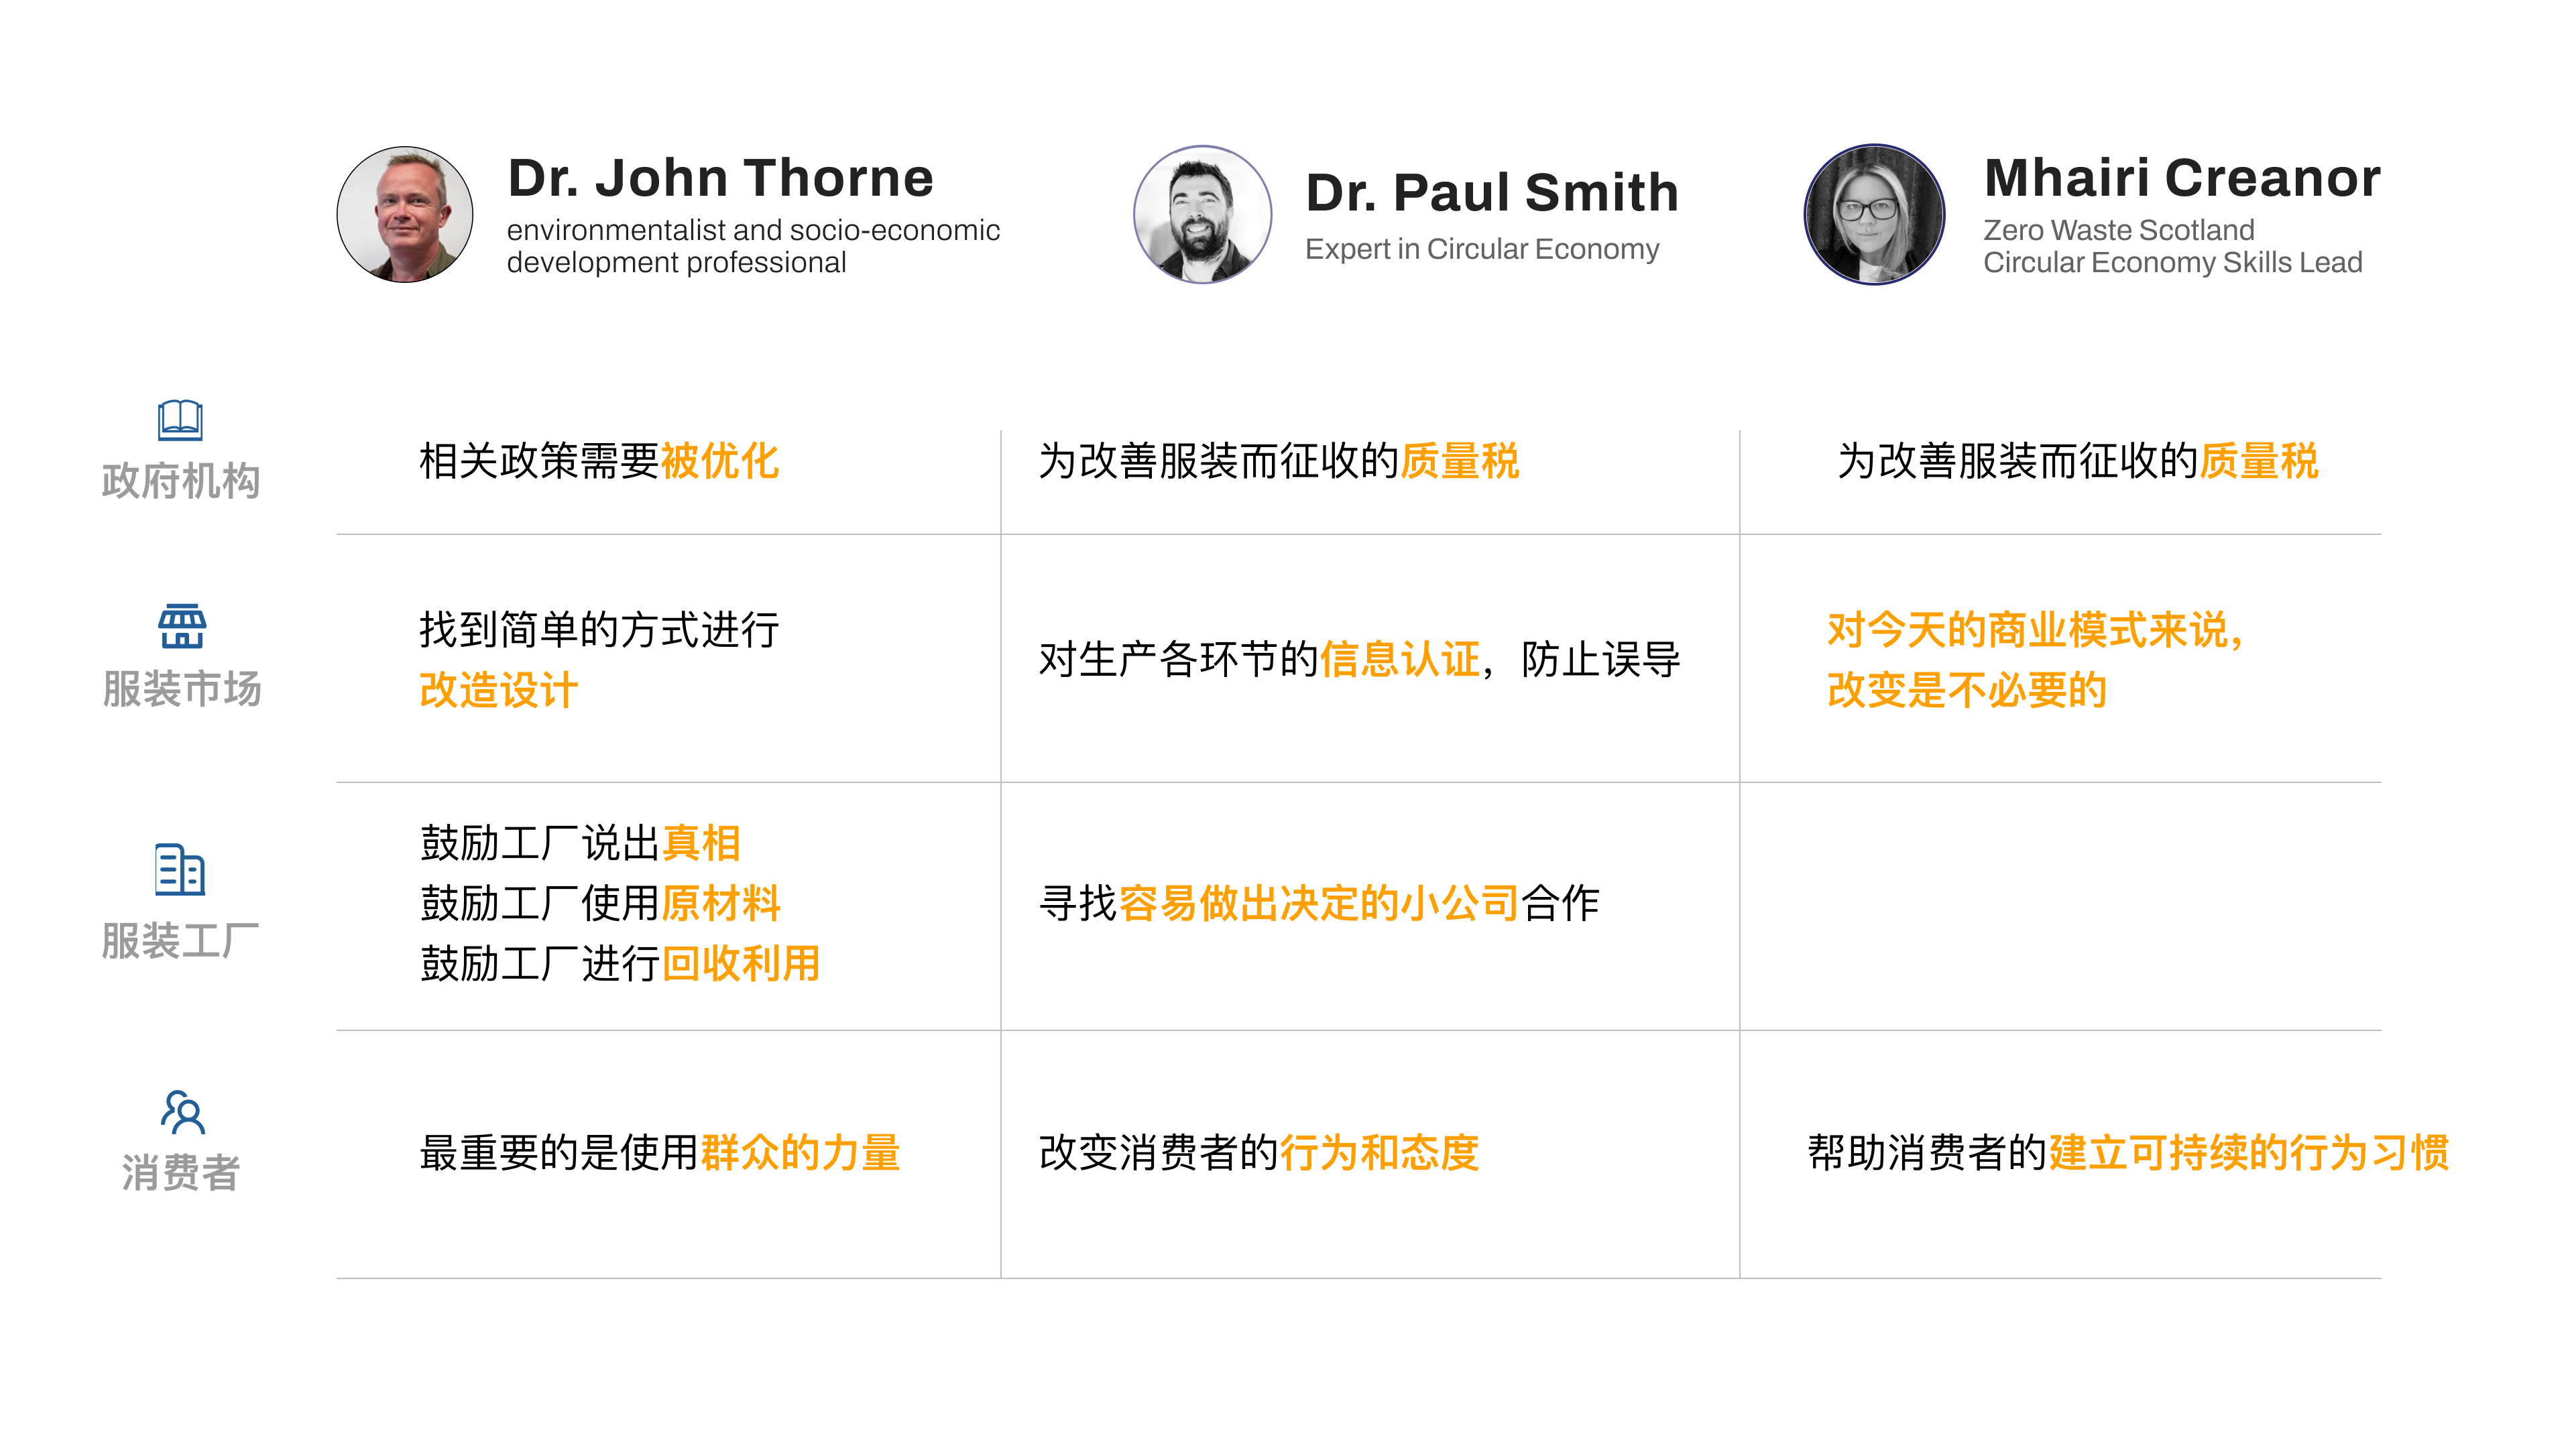 Dr. John Thorne
environmentalist and socio-economic
development professional
Dr. Paul Smith
Expert in Circular Economy
Mhairi Creanor
Zero Waste Scotland
Circular Economy Skills Lead
政府机构
相关政策需要被优化
为改善服装而征收的质量税
为改善服装而征收的质量税
服装市场
找到简单的方式进行
改造设计
对生产各环节的信息认证，防止误导
对今天的商业模式来说，
改变是不必要的
服装工厂
鼓励工厂说出真相
鼓励工厂使用原材料
鼓励工厂进行回收利用
寻找容易做出决定的小公司合作
消费者
最重要的是使用群众的力量
改变消费者的行为和态度
帮助消费者的建立可持续的行为习惯